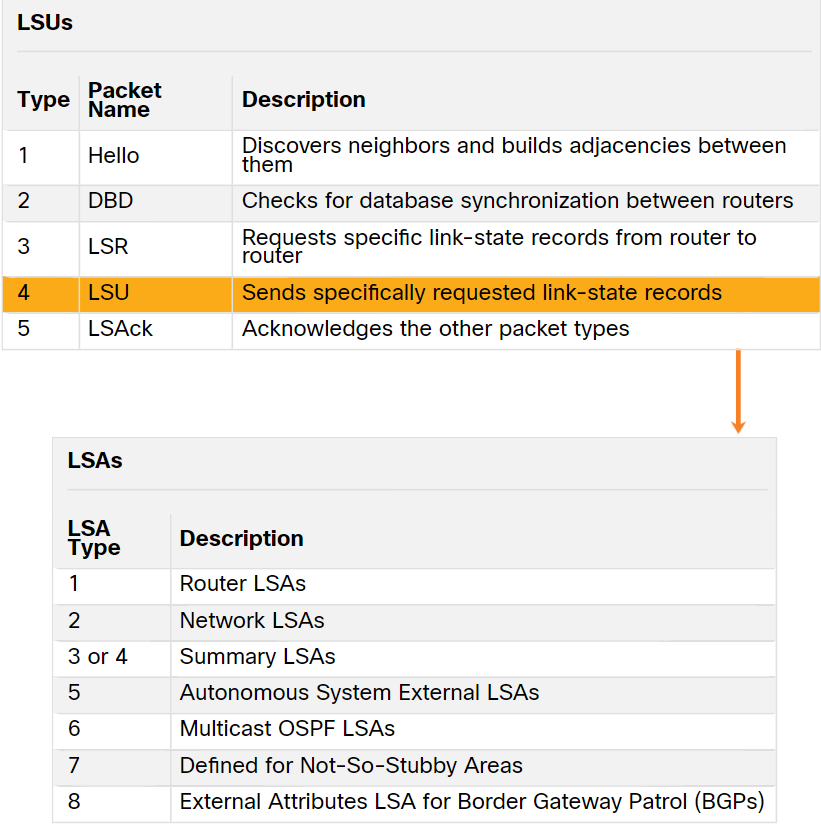 LSUs
Type
Packet
Name
Description
1
Hello
Discovers neighbors and builds adjacencies between
them
2
DBD
Checks for database synchronization between routers
3
LSR
Requests specific link-state records from router to
router
4
LSU
Sends specifically requested link-state records
5
LSAck
Acknowledges the other packet types
LSAs
LSA
Type
Description
1
Router LSAs
2
Network LSAs
3 or 4
Summary LSAs
5
Autonomous System External LSAs
6
Multicast OSPF LSAs
7
Defined for Not-So-Stubby Areas
8
External Attributes LSA for Border Gateway Patrol (BGPs)